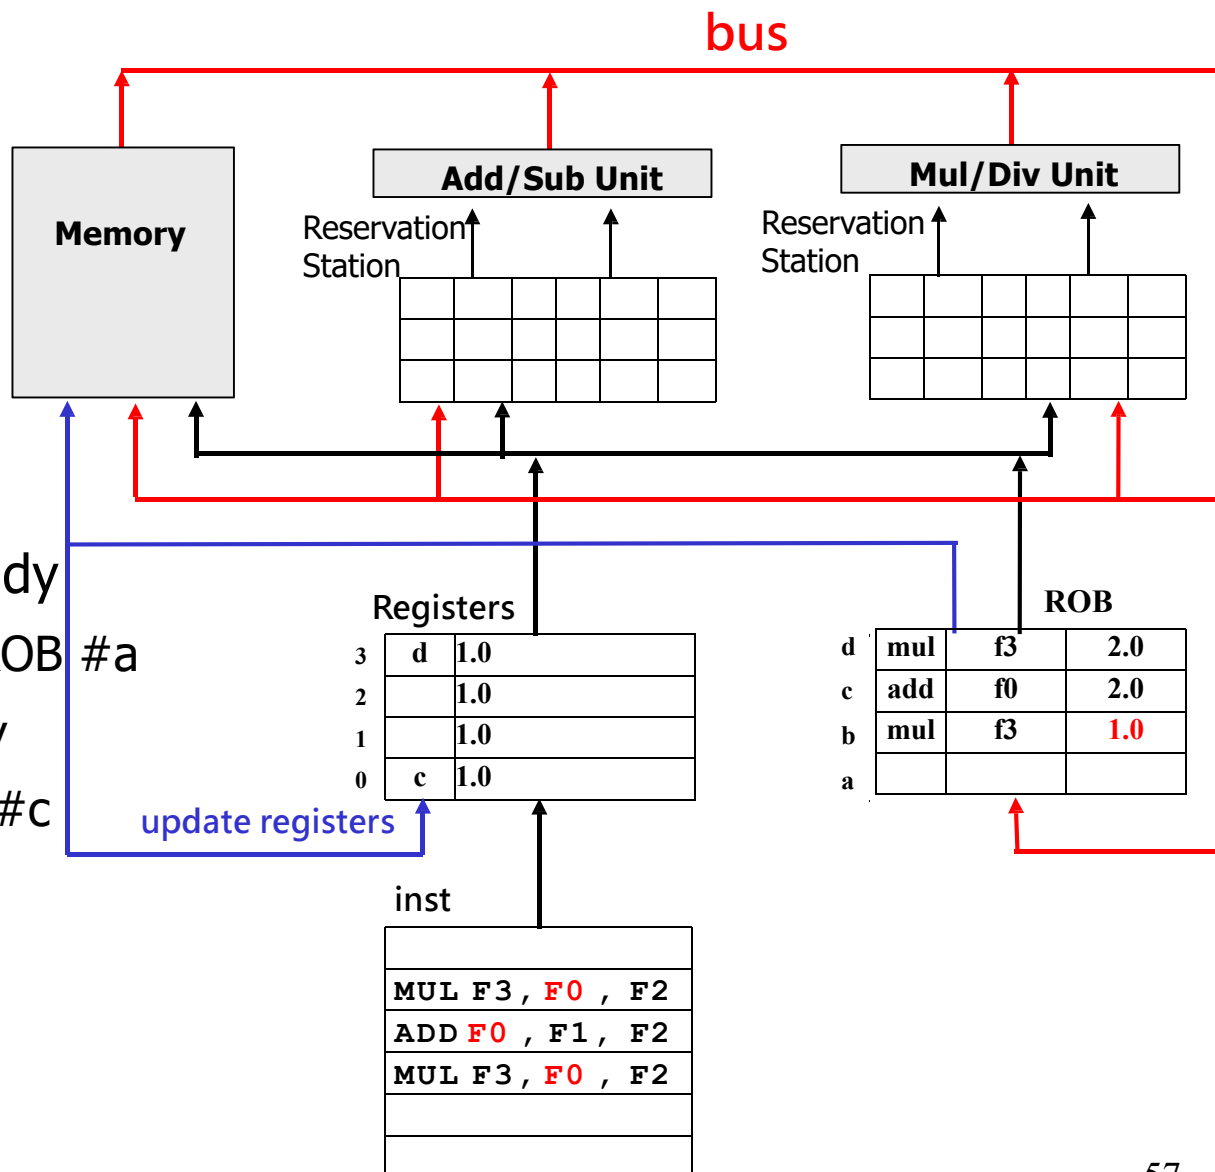 bus
Memory
Add/Sub Unit
Mul/Div Unit
Reservation
Station
Reservation
Station
dy
OB #a
#c
Registers
3 d 1.0
2 1.0
1 1.0
0 c 1.0
update registers
ROB
d mul f3 2.0
c add f0 2.0
b mul f3 1.0
a
inst
MUL F3, F0 , F2
ADD F0 , F1, F2
MUL F3, F0 , F2
57